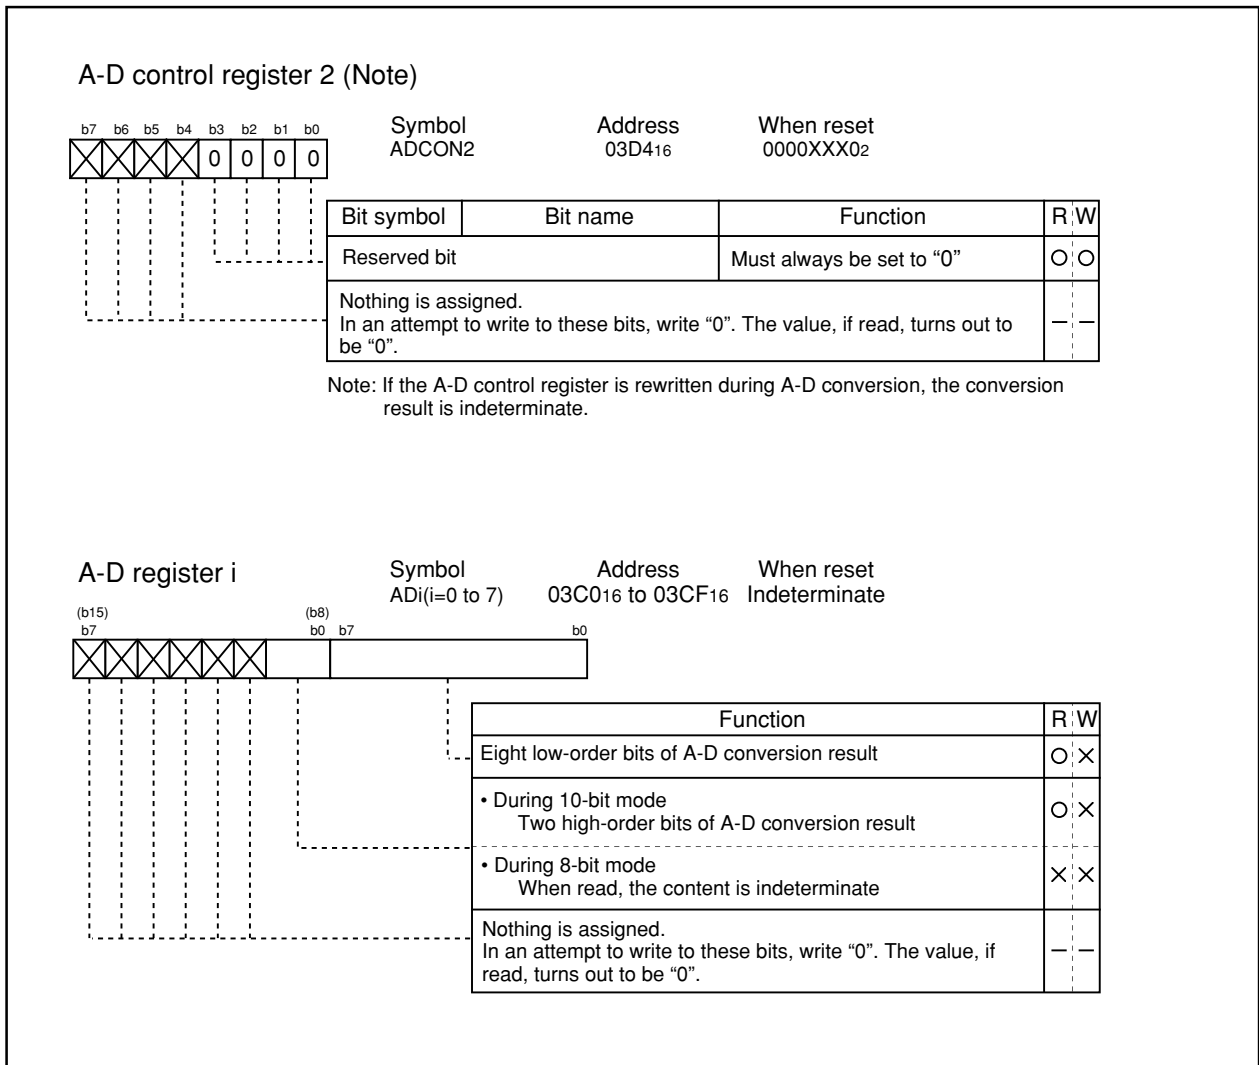 A-D control register 2 (Note)
b7 b6 b5 b4 b3 b2 b1 b0
Symbol Address When reset
ADCON2 03D416 0000XXX02
0 0 0 0
Bit symbol Bit name Function R W
Reserved bit Must always be set to “0”
Nothing is assigned.
In an attempt to write to these bits, write “0”. The value, if read, turns out to
be “0”.
Note: If the A-D control register is rewritten during A-D conversion, the conversion
result is indeterminate.
A-D register i
Symbol Address When reset
ADi(i=0 to 7) 03C016 to 03CF16 Indeterminate
(b15) (b8)
b7 b0 b7 b0
Function R W
Eight low-order bits of A-D conversion result
• During 10-bit mode
Two high-order bits of A-D conversion result
• During 8-bit mode
When read, the content is indeterminate
Nothing is assigned.
In an attempt to write to these bits, write “0”. The value, if
read, turns out to be “0”.